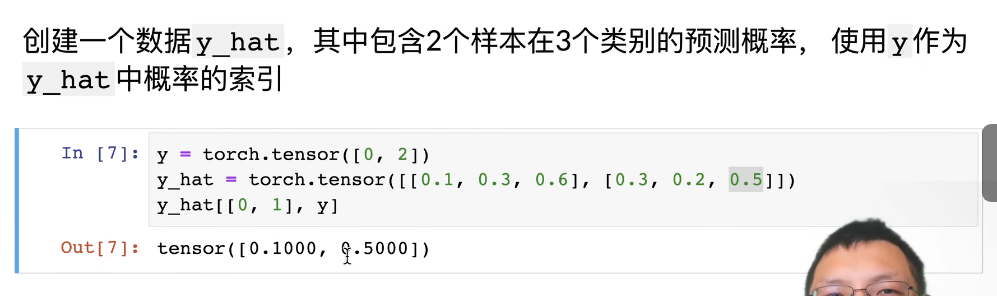 创建一个数据y_hat，其中包含2个样本在3个类别的预测概率， 使用y作为
y_hat中概率的索引
In [7]: y = torch.tensor([0, 2])
y_hat = torch.tensor([[0.1, 0.3, 0.6], [0.3, 0.2, 0.5]])
y_hat[[0, 1], y]
Out[7]: tensor([0.1000, 0.5000])